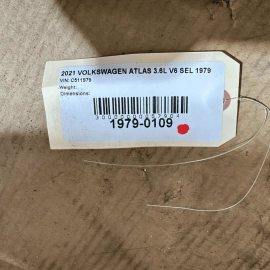 2021 VOLKSWAGEN ATLAS 3.6L V6 SEL 1979
VIN: C511979
Weight:
Dimensions:
1979-0109